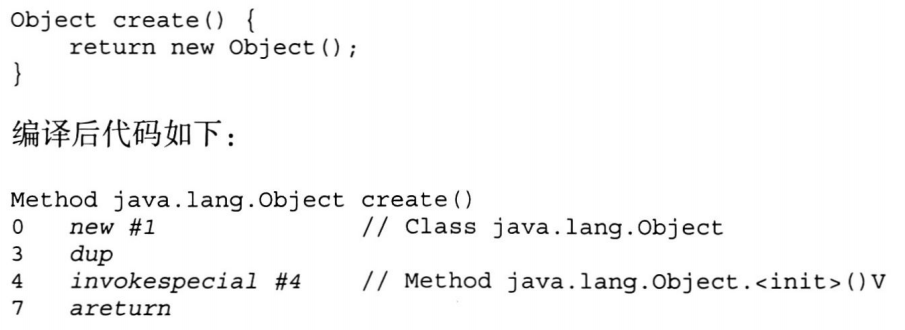 Object create() {
    return new Object();
}
编译后代码如下：
Method java.lang.Object create()
0   new #1                // Class java.lang.Object
3   dup
4   invokespecial #4    // Method java.lang.Object.<init>()V
7   areturn